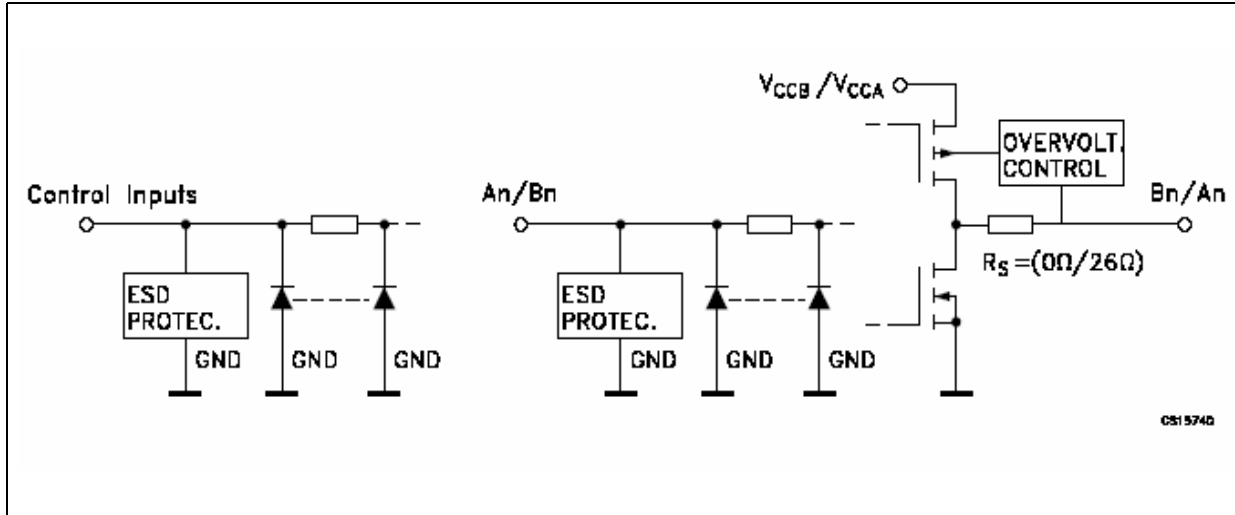 Control Inputs
ESD
PROTEC.
GND
GND
GND
An/Bn
ESD
PROTEC.
GND
GND
GND
VCCB/VCCA
OVERVOLT.
CONTROL
Bn/An
RS=(0Ω/26Ω)
CS15740